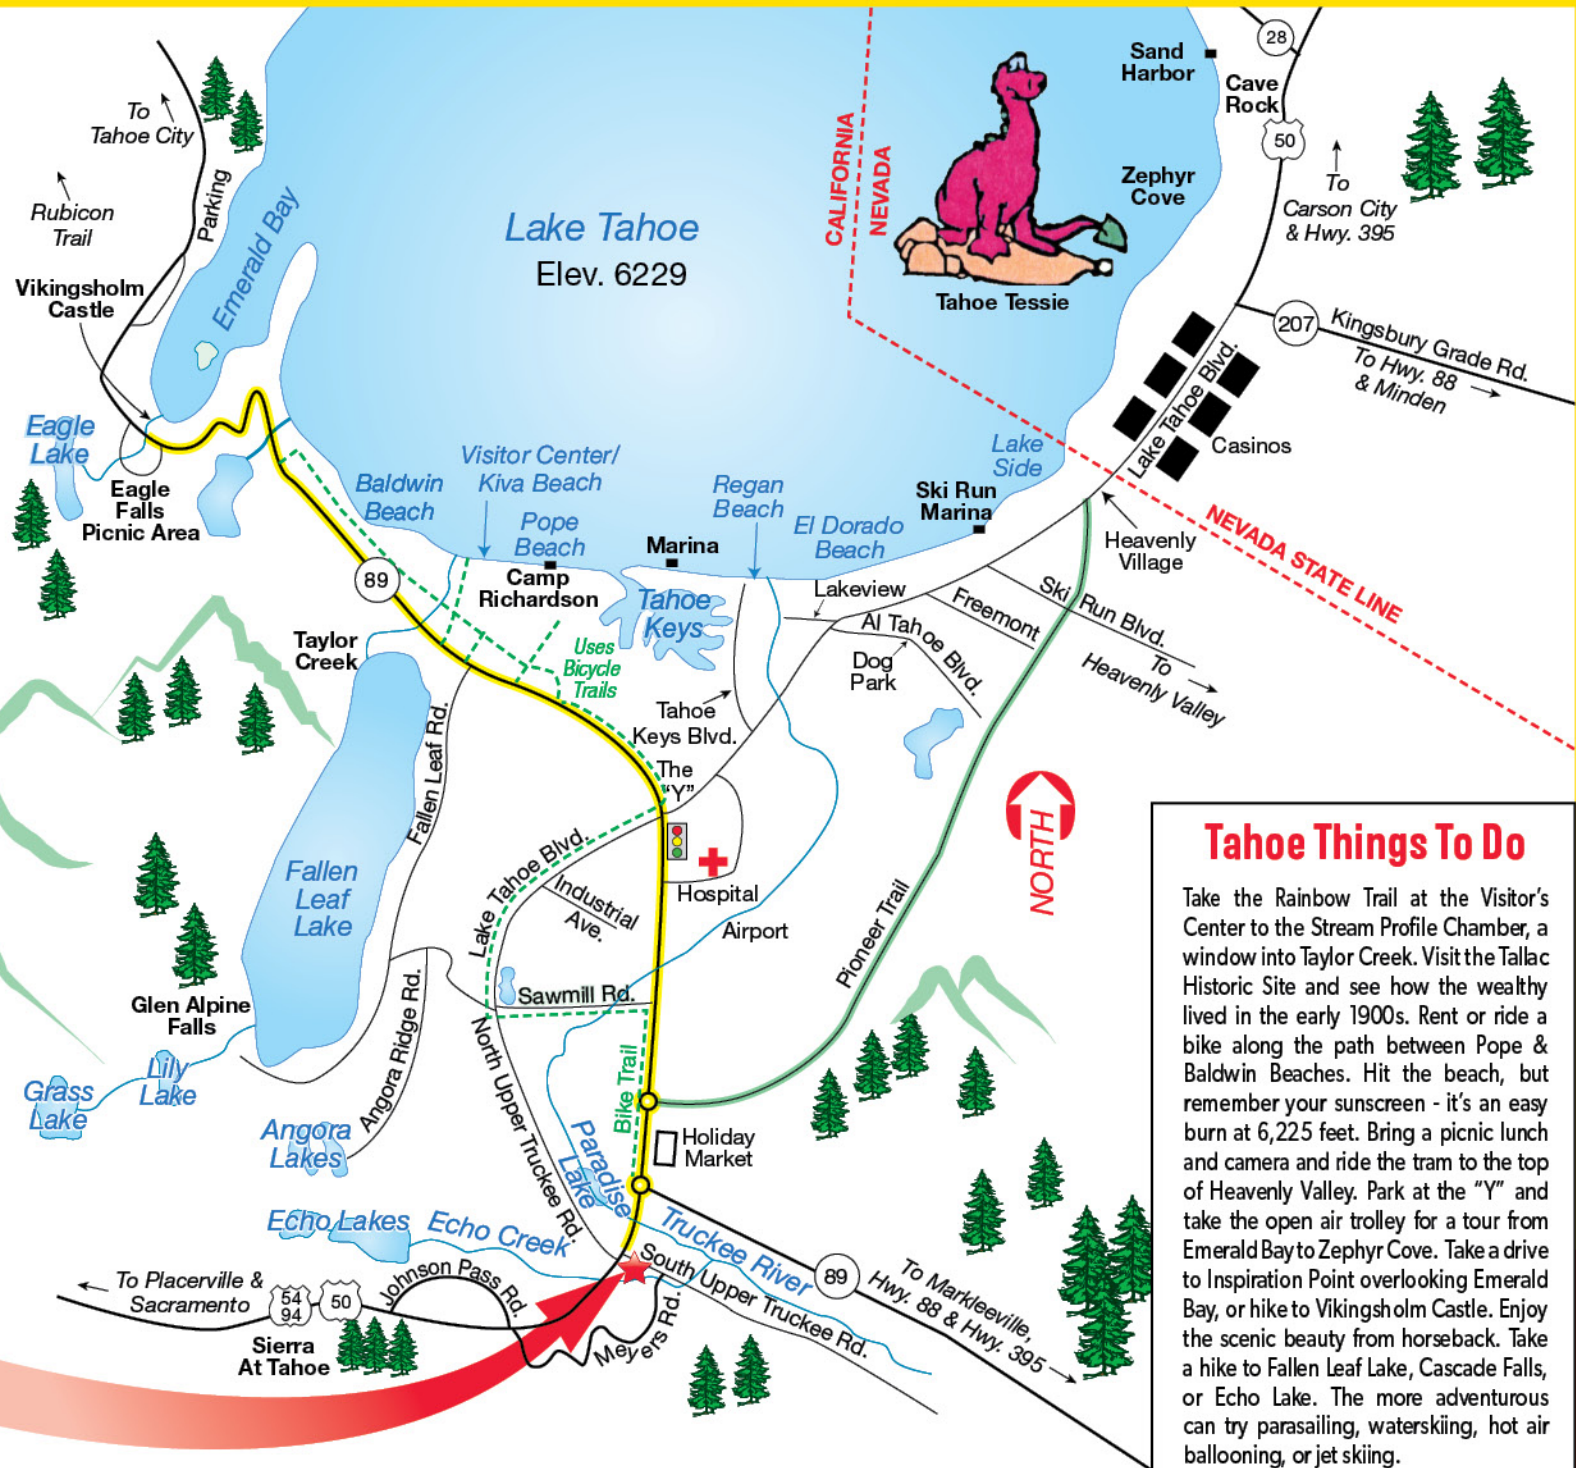 28
Sand
Harbor
Cave
Rock
50
To
Tahoe City
CALIFORNIA
NEVADA
Zephyr
Cove
To
Carson City
& Hwy. 395
Rubicon
Trail
Parking
Emerald Bay
Lake Tahoe
Elev. 6229
Vikingsholm
Castle
Tahoe Tessie
207
Kingsbury Grade Rd.
To Hwy. 88
& Minden
Lake Tahoe Blvd.
Casinos
Eagle
Lake
Eagle
Falls
Picnic Area
Baldwin
Beach
Visitor Center/
Kiva Beach
Pope
Beach
Camp
Richardson
Marina
Regan
Beach
El Dorado
Beach
Ski Run
Marina
Lake
Side
Heavenly
Village
NEVADA STATE LINE
89
Taylor
Creek
Tahoe
Keys
Lakeview
Freemont
Ski Run Blvd.
Al Tahoe Blvd.
Dog
Park
To
Heavenly Valley
Uses
Bicycle
Trails
Tahoe
Keys Blvd.
The
“Y”
Fallen Leaf Rd.
Fallen
Leaf
Lake
Lake Tahoe Blvd.
Industrial
Ave.
Hospital
Airport
Pioneer Trail
NORTH
Glen Alpine
Falls
Sawmill Rd.
Angora Ridge Rd.
North Upper Truckee Rd.
Bike Trail
Lily
Lake
Grass
Lake
Angora
Lakes
Paradise
Lake
Holiday
Market
Echo Lakes
Echo Creek
Truckee River
South Upper Truckee Rd.
89
To Markleeville,
Hwy. 88 & Hwy. 395
To Placerville &
Sacramento
54
94
50
Johnson Pass Rd
Meyers Rd.
Sierra
At Tahoe
Tahoe Things To Do
Take the Rainbow Trail at the Visitor's
Center to the Stream Profile Chamber, a
window into Taylor Creek. Visit the Tallac
Historic Site and see how the wealthy
lived in the early 1900s. Rent or ride a
bike along the path between Pope &
Baldwin Beaches. Hit the beach, but
remember your sunscreen - it's an easy
burn at 6,225 feet. Bring a picnic lunch
and camera and ride the tram to the top
of Heavenly Valley. Park at the “Y” and
take the open air trolley for a tour from
Emerald Bay to Zephyr Cove. Take a drive
to Inspiration Point overlooking Emerald
Bay, or hike to Vikingsholm Castle. Enjoy
the scenic beauty from horseback. Take
a hike to Fallen Leaf Lake, Cascade Falls,
or Echo Lake. The more adventurous
can try parasailing, waterskiing, hot air
ballooning, or jet skiing.